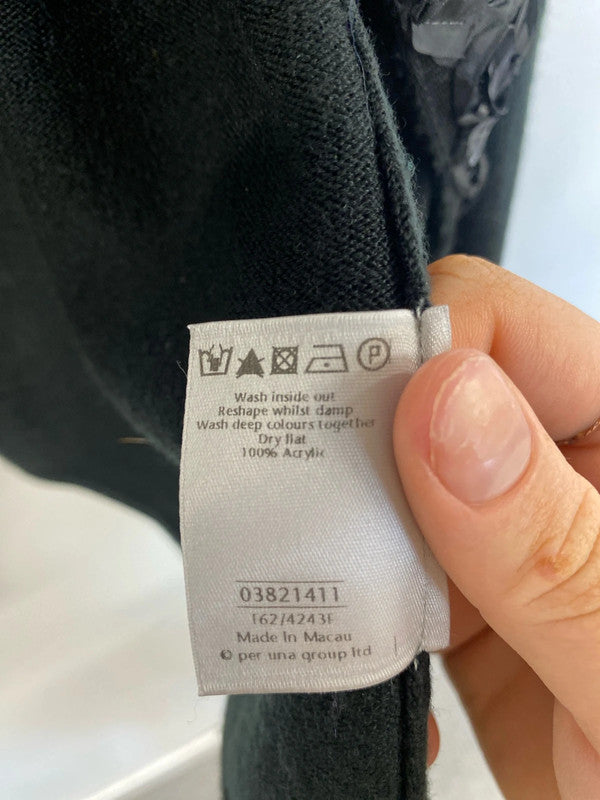 P
Wash inside out
Reshape whilst damp
Wash deep colours together
Dry flat
100% Acrylic
03821411
T62/4243F
Made In Macau
© per una group ltd